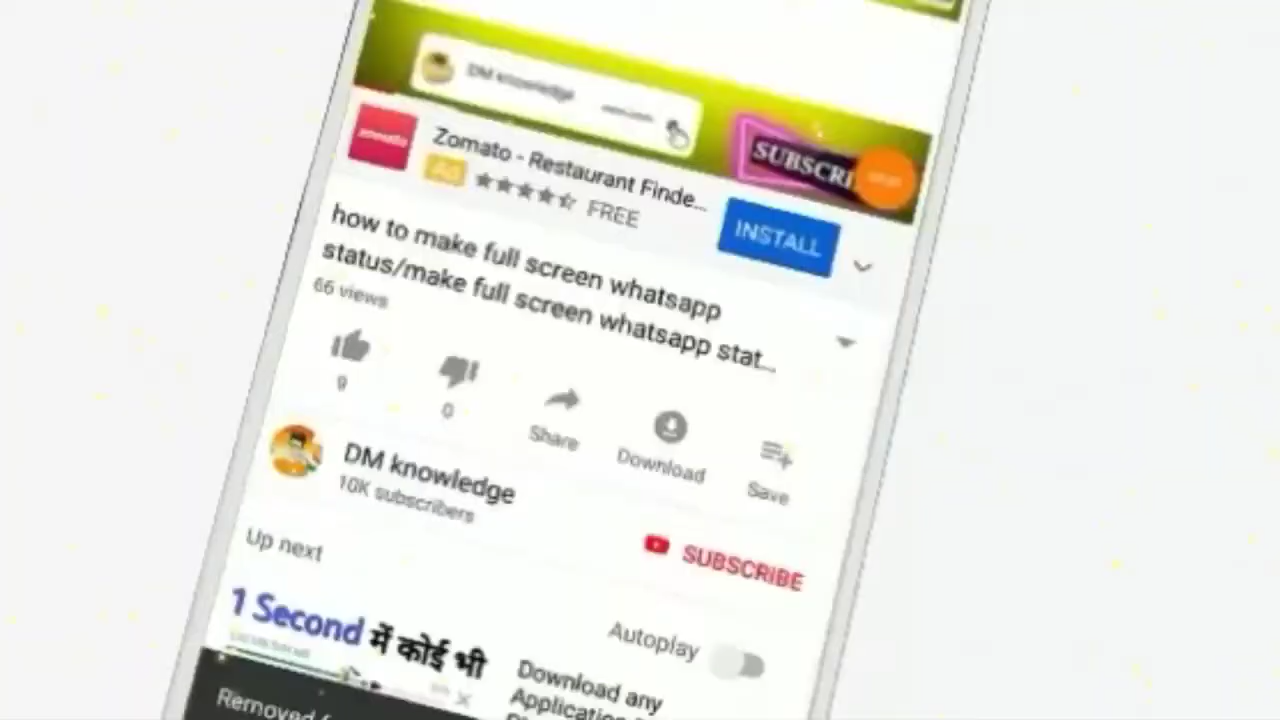 DM knowledge
SUBSCRI
zomato
Zomato - Restaurant Finde...
Ad
FREE
INSTALL
how to make full screen whatsapp
status/make full screen whatsapp stat...
66 views
9
0
Share
Download
Save
DM knowledge
10K subscribers
SUBSCRIBE
Up next
Autoplay
1 Second में कोई भी
Download any
Application
Removed